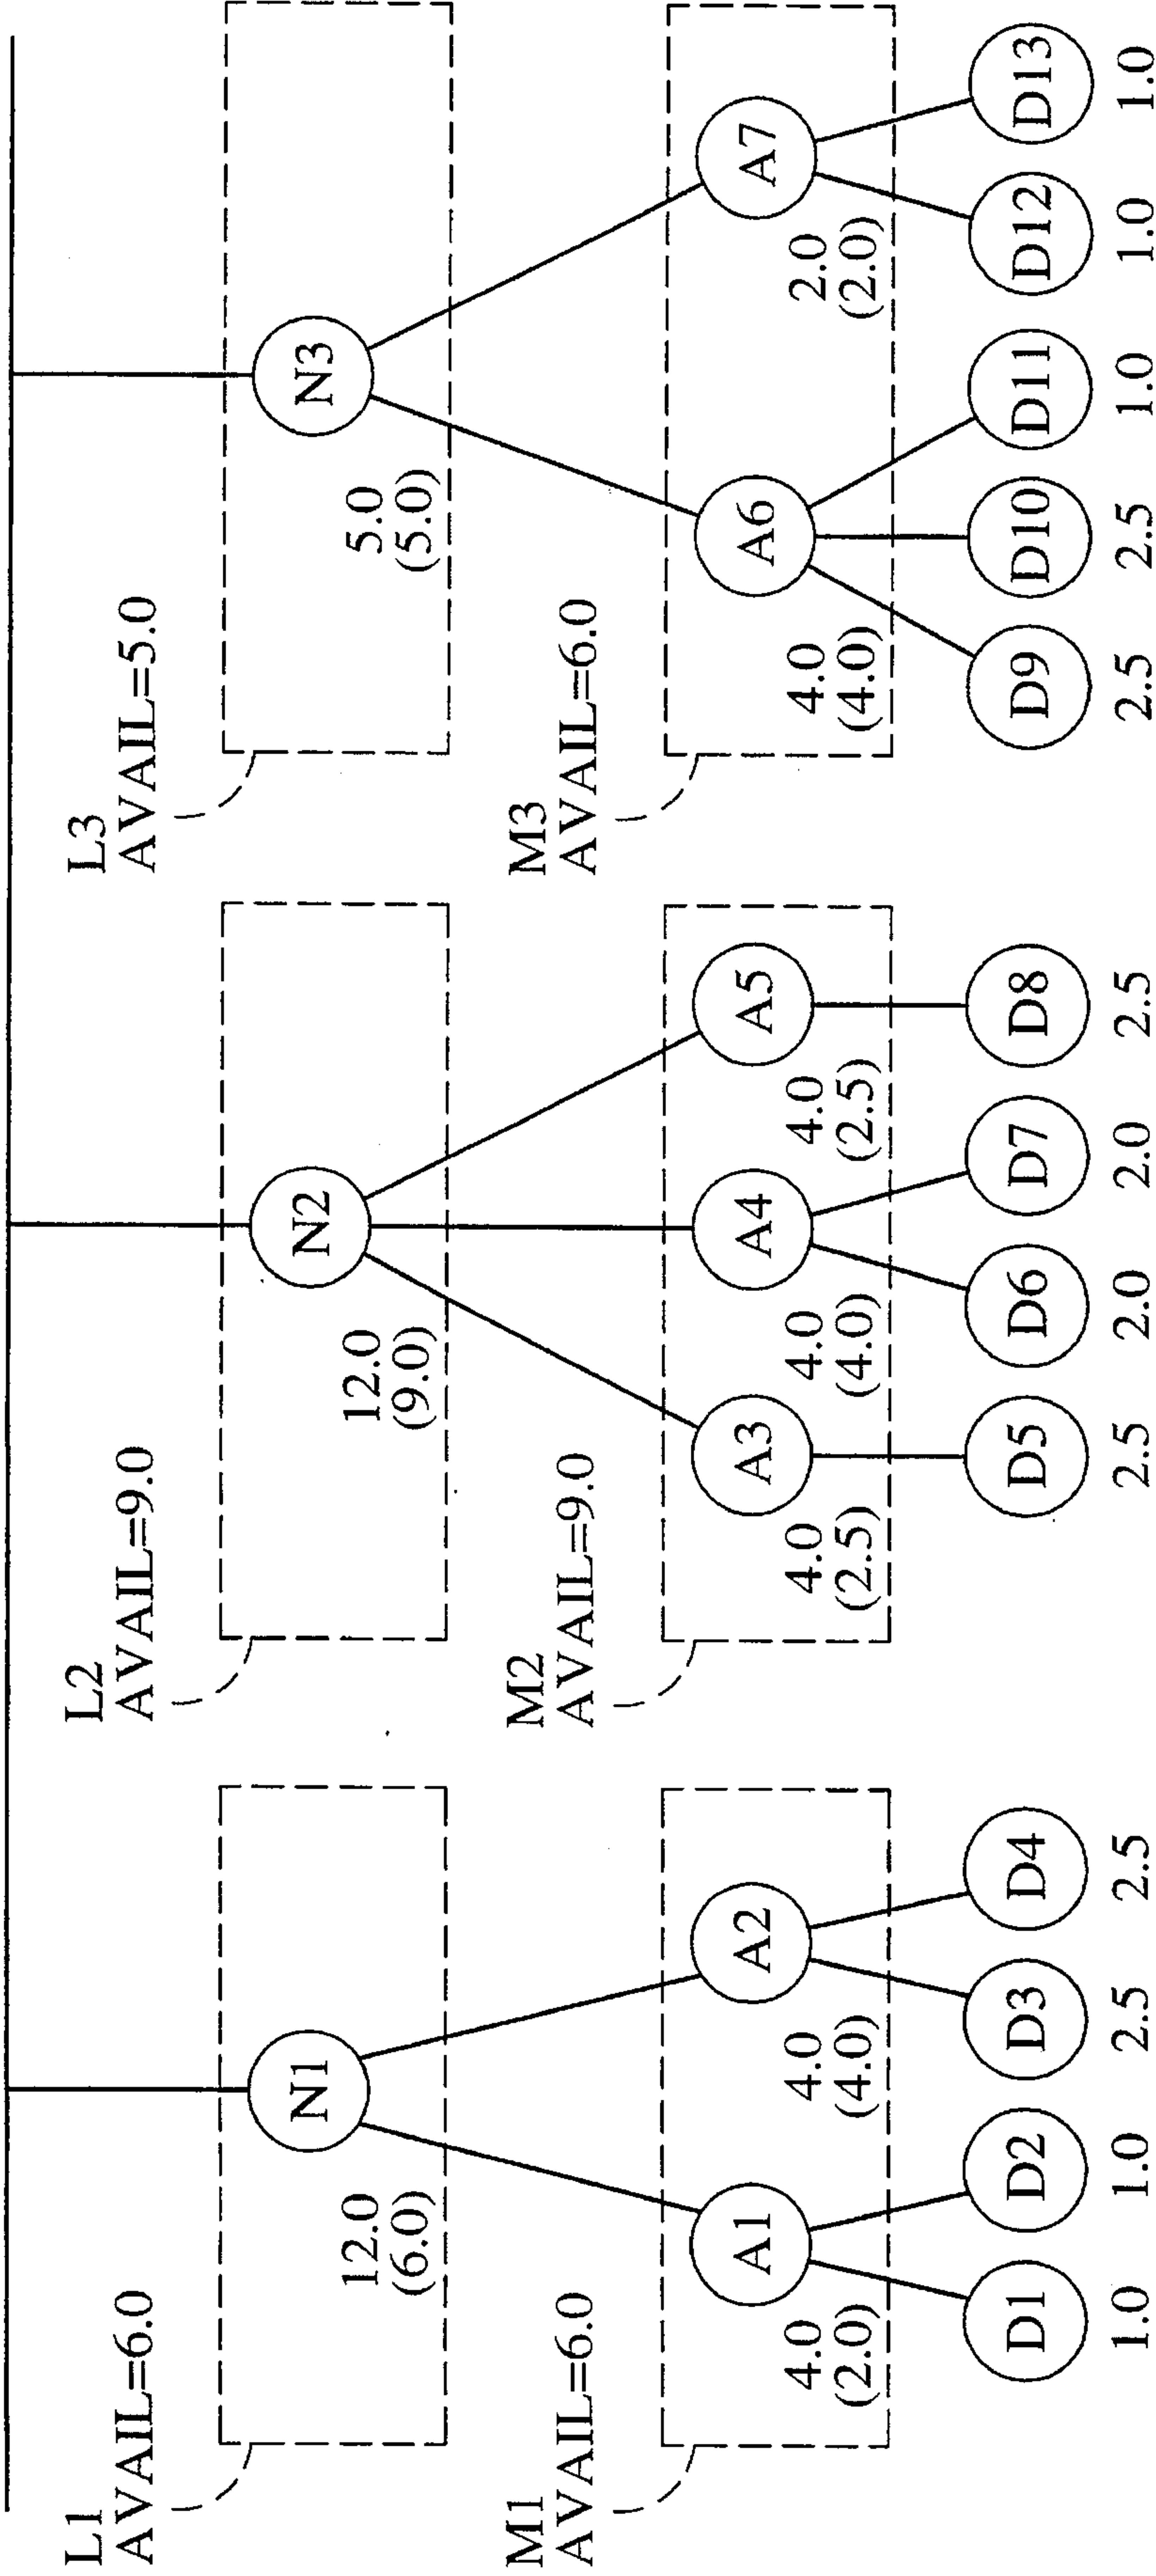 L1
AVAIL=6.0
L2
AVAIL=9.0
L3
AVAIL=5.0
N1
N2
N3
12.0
(6.0)
12.0
(9.0)
5.0
(5.0)
M1
AVAIL=6.0
M2
AVAIL=9.0
M3
AVAIL=6.0
A1
A2
A3
A4
A5
A6
A7
4.0
(2.0)
4.0
(4.0)
4.0
(2.5)
4.0
(4.0)
4.0
(2.5)
4.0
(4.0)
2.0
(2.0)
D1
D2
D3
D4
D5
D6
D7
D8
D9
D10
D11
D12
D13
1.0
1.0
2.5
2.5
2.5
2.0
2.0
2.5
2.5
2.5
1.0
1.0
1.0